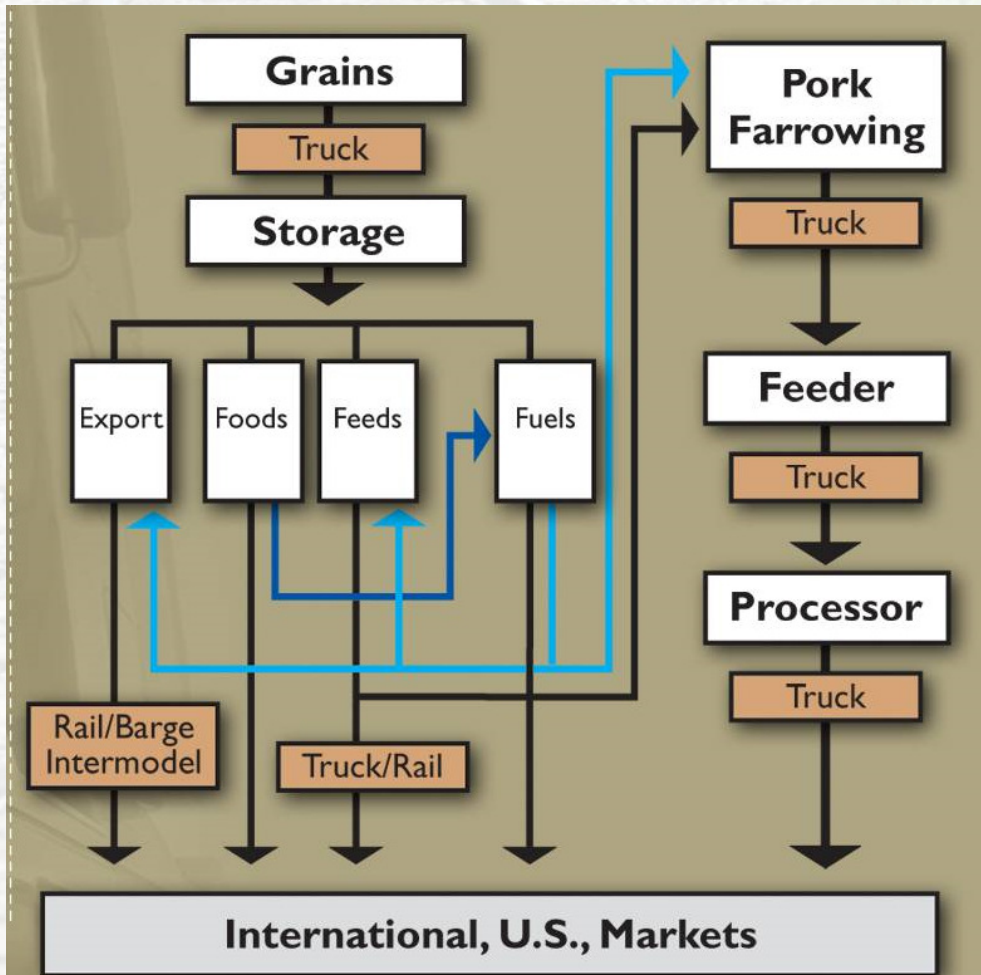 Grains
Truck
Storage
Export
Foods
Feeds
Fuels
Rail/Barge
Intermodel
Truck/Rail
Pork
Farrowing
Truck
Feeder
Truck
Processor
Truck
International, U.S., Markets